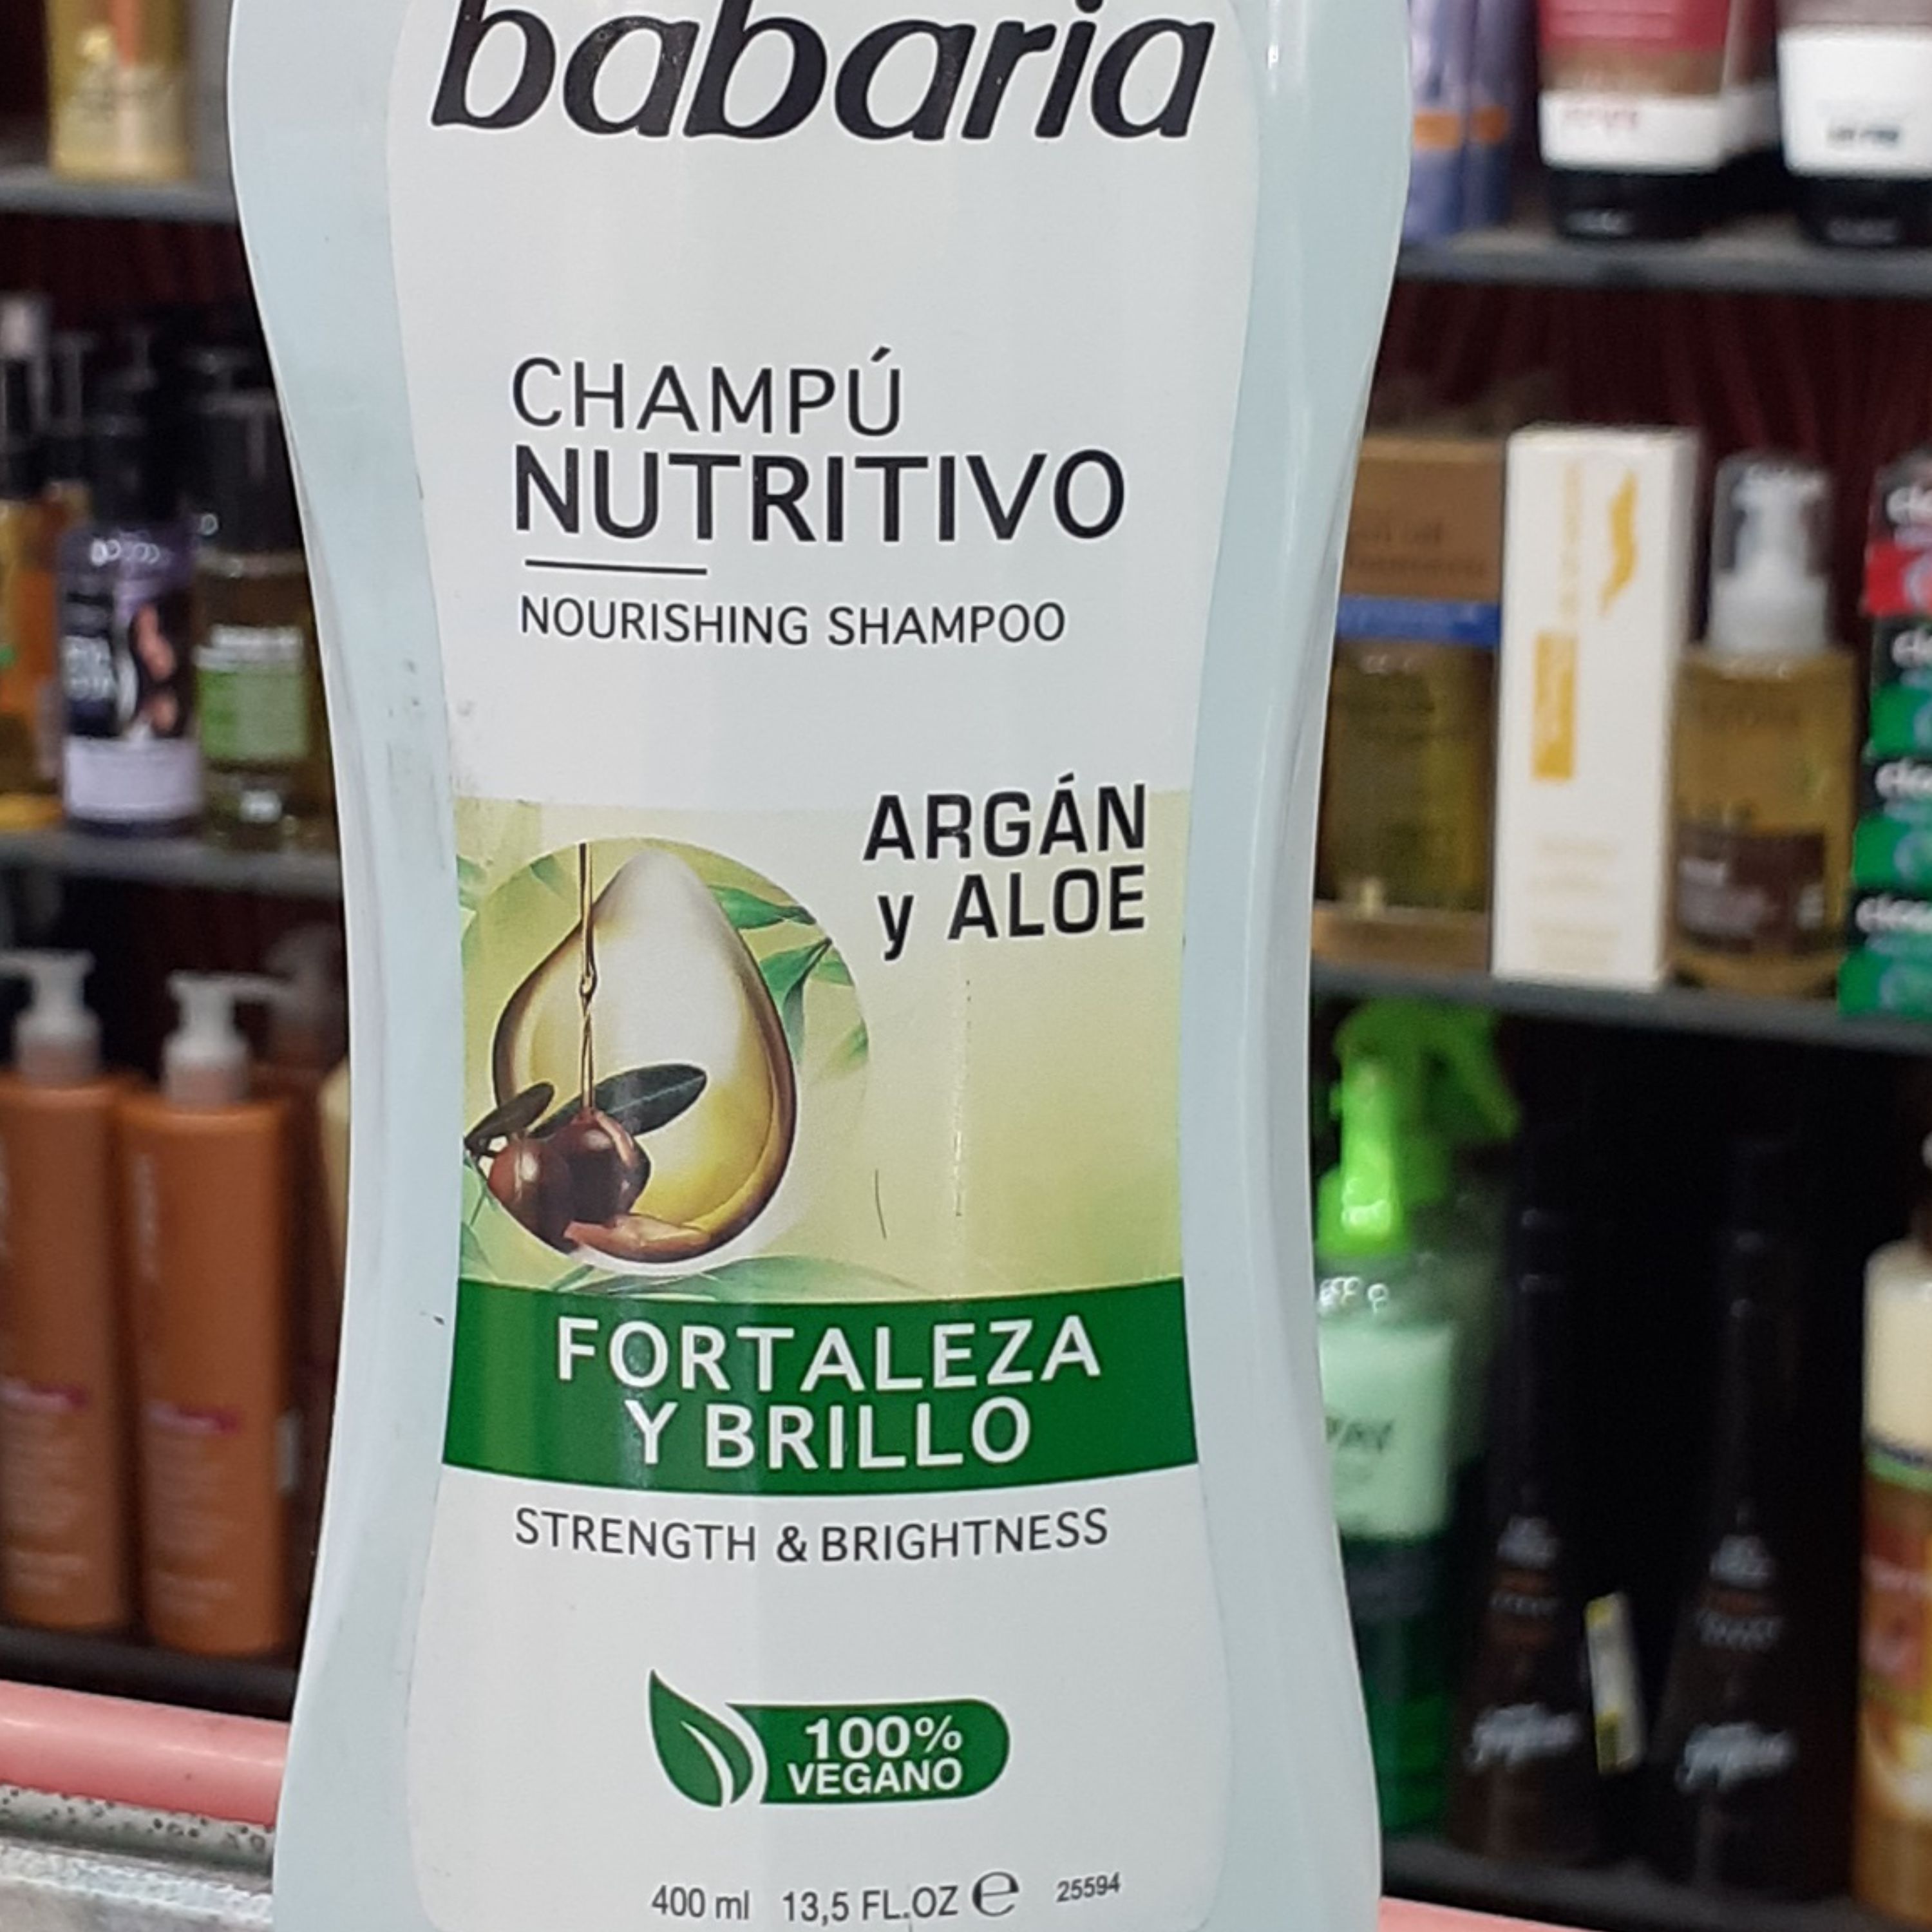 babaria
CHAMPÚ
NUTRITIVO
NOURISHING SHAMPOO
ARGÁN
y ALOE
FORTALEZA
Y BRILLO
STRENGTH & BRIGHTNESS
100%
VEGANO
400 ml 13,5 FL.OZ ℮ 25594